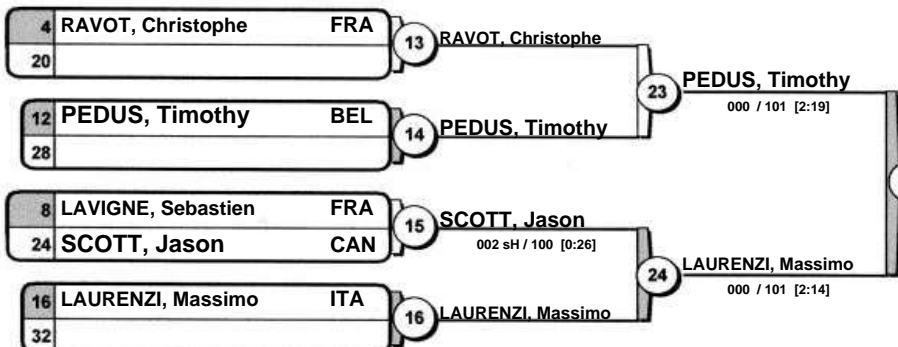 4 RAVOT, Christophe FRA
20
13 RAVOT, Christophe
12 PEDUS, Timothy BEL
28
14 PEDUS, Timothy
23 PEDUS, Timothy
000 / 101 [2:19]
8 LAVIGNE, Sebastien FRA
24 SCOTT, Jason CAN
15 SCOTT, Jason
002 sH / 100 [0:26]
16 LAURENZI, Massimo ITA
32
16 LAURENZI, Massimo
24 LAURENZI, Massimo
000 / 101 [2:14]